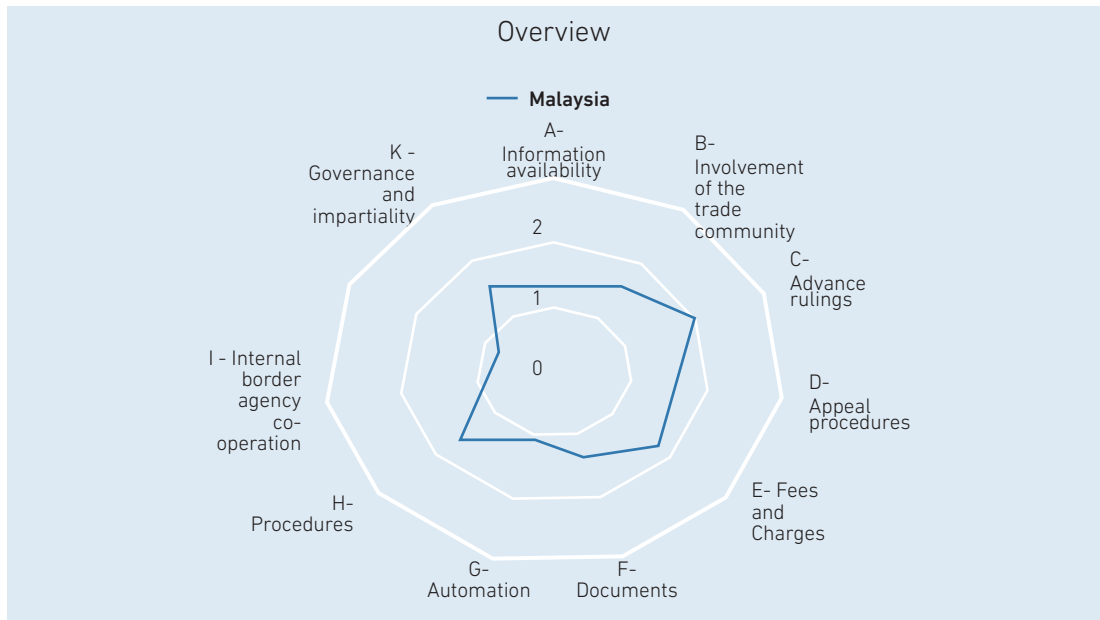 Overview
Malaysia
A-
Information
availability
B-
Involvement
of the
trade
community
C-
Advance
rulings
D-
Appeal
procedures
E- Fees
and
Charges
F-
Documents
G-
Automation
H-
Procedures
I - Internal
border
agency
co-
operation
K -
Governance
and
impartiality
2
1
0